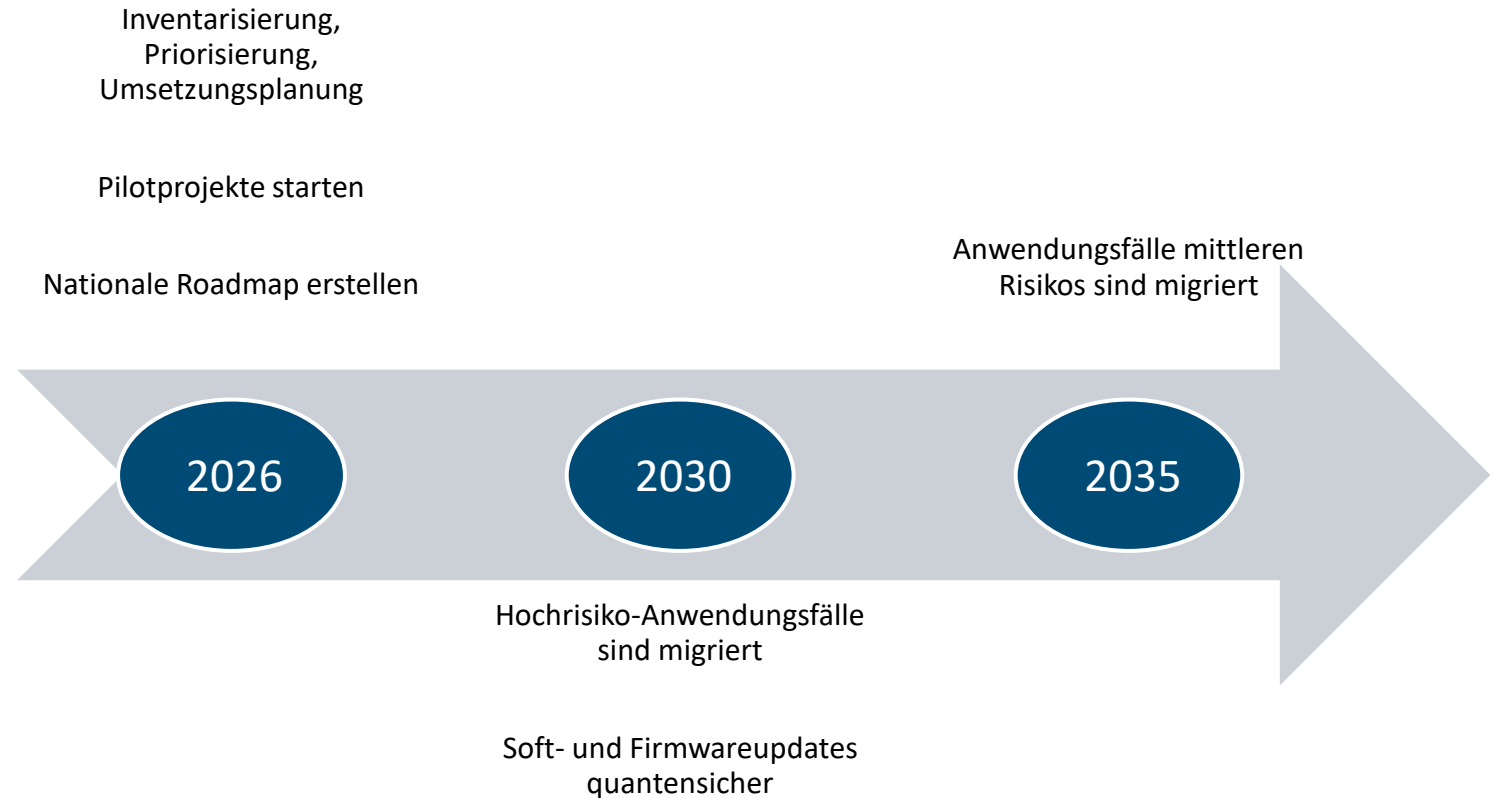 Inventarisierung,
Priorisierung,
Umsetzungsplanung
Pilotprojekte starten
Nationale Roadmap erstellen
Anwendungsfälle mittleren
Risikos sind migriert
2026
2030
2035
Hochrisiko-Anwendungsfälle
sind migriert
Soft- und Firmwareupdates
quantensicher